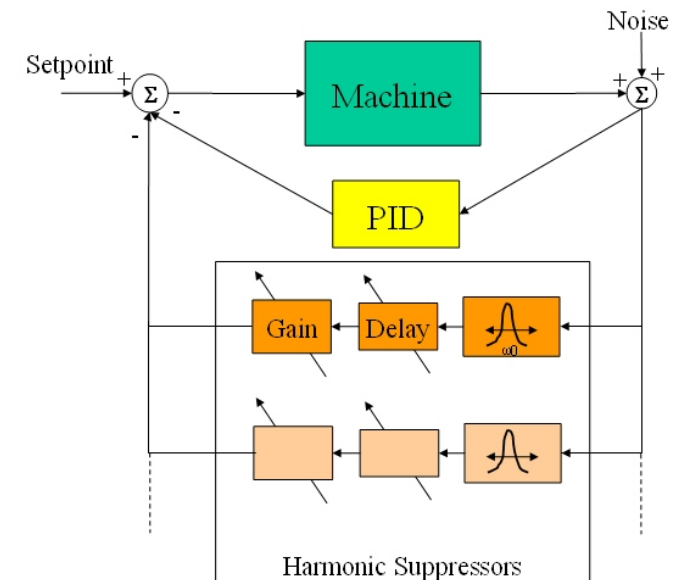 Noise
Setpoint
+
Σ
-
-
Machine
+
+
Σ
PID
Gain
Delay
ω0
Harmonic Suppressors